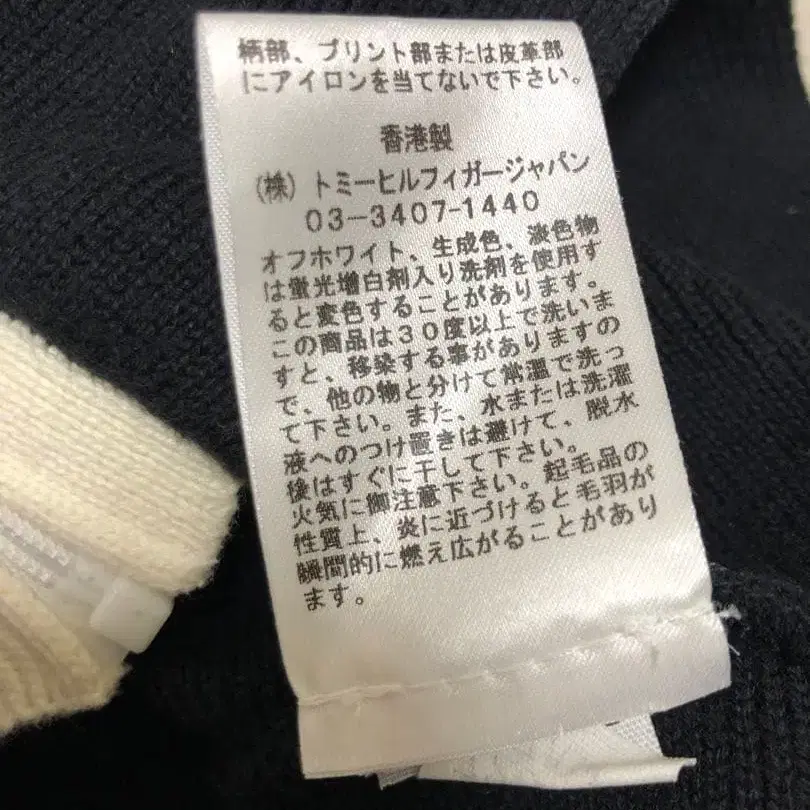 柄部、プリント部または皮革部
にアイロンを当てないで下さい。
香港製
(株) トミーヒルフィガージャパン
03-3407-1440
オフホワイト、生成色、淡色物
は蛍光増白剤入り洗剤を使用す
ると変色することがあります。
この商品は30度以上で洗いま
すと、移染する事がありますの
で、他の物と分けて常温で洗っ
て下さい。また、水または洗濯
液へのつけ置きは避けて、脱水
後はすぐに干して下さい。
火気に御注意下さい。起毛品の
性質上、炎に近づけると毛羽が
瞬間的に燃え広がることがあり
ます。